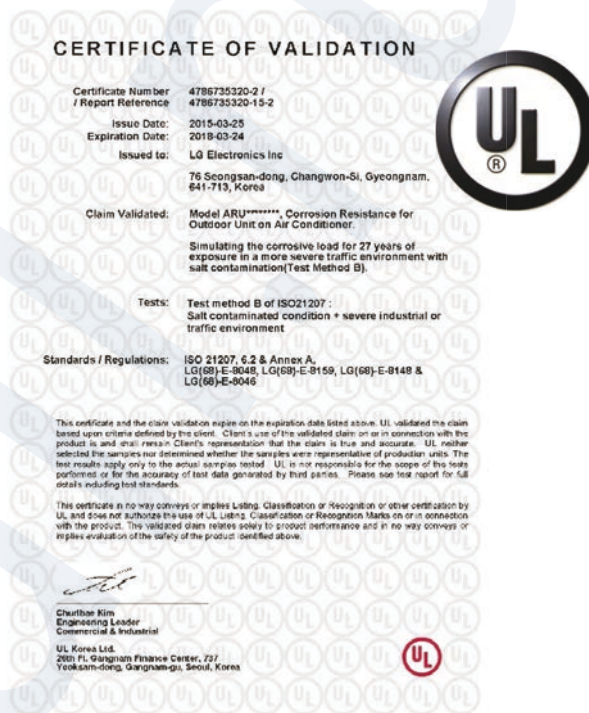 CERTIFICATE OF VALIDATION
Certificate Number 4786735320-2 /
/ Report Reference 4786735320-15-2
Issue Date: 2015-03-25
Expiration Date: 2018-03-24
Issued to: LG Electronics Inc
76 Seongsan-dong, Changwon-Si, Gyeongnam,
641-713, Korea
Claim Validated: Model ARU********, Corrosion Resistance for
Outdoor Unit on Air Conditioner.
Simulating the corrosive load for 27 years of
exposure in a more severe traffic environment with
salt contamination(Test Method B).
Tests: Test method B of ISO21207 :
Salt contaminated condition + severe industrial or
traffic environment
Standards / Regulations: ISO 21207, 6.2 & Annex A,
LG(68)-E-8048, LG(68)-E-8159, LG(68)-E-8148 &
LG(68)-E-8046
This certificate and the claim validation expire on the expiration date listed above. UL validated the claim
based upon criteria defined by the client. Client's use of the validated claim on or in connection with the
product is and shall remain Client's representation that the claim is true and accurate. UL neither
selected the samples nor determined whether the samples were representative of production units. The
test results apply only to the actual samples tested. UL is not responsible for the scope of the tests
performed or for the accuracy of test data generated by third parties. Please see test report for full
details including test standards.
This certificate in no way conveys or implies Listing, Classification or Recognition or other certification by
UL and does not authorize the use of UL Listing, Classification or Recognition Marks on or in connection
with the product. The validated claim relates solely to product performance and in no way conveys or
implies evaluation of the safety of the product identified above.
Churlhae Kim
Engineering Leader
Commercial & Industrial
UL Korea Ltd.
26th Fl. Gangnam Finance Center, 737
Yeoksam-dong, Gangnam-gu, Seoul, Korea
UL
®
UL